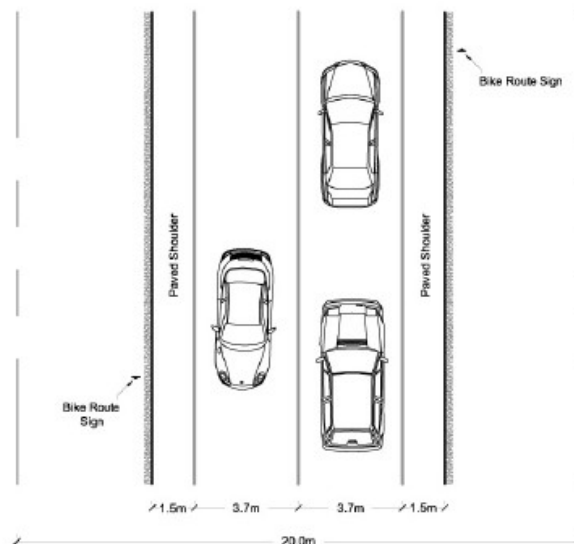 Bike Route Sign
Paved Shoulder
Paved Shoulder
Bike Route
Sign
1.5m
3.7m
3.7m
1.5m
20.0m